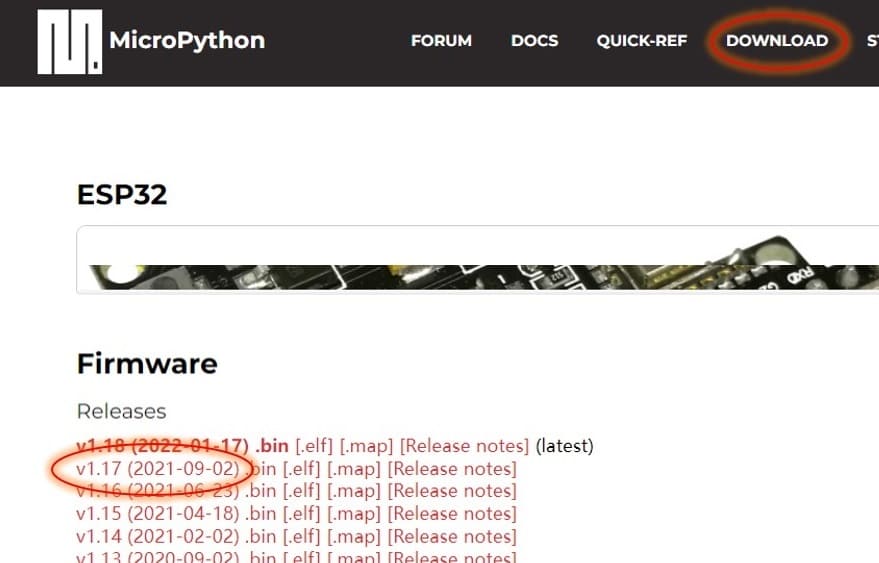 MicroPython FORUM DOCS QUICK-REF DOWNLOAD
ESP32
RXD
Firmware
Releases
v1.18 (2022-01-17) .bin [.elf] [.map] [Release notes] (latest)
v1.17 (2021-09-02) .bin [.elf] [.map] [Release notes]
v1.16 (2021-06-23) .bin [.elf] [.map] [Release notes]
v1.15 (2021-04-18) .bin [.elf] [.map] [Release notes]
v1.14 (2021-02-02) .bin [.elf] [.map] [Release notes]
v1.13 (2020-09-02) .bin [.elf] [.map] [Release notes]